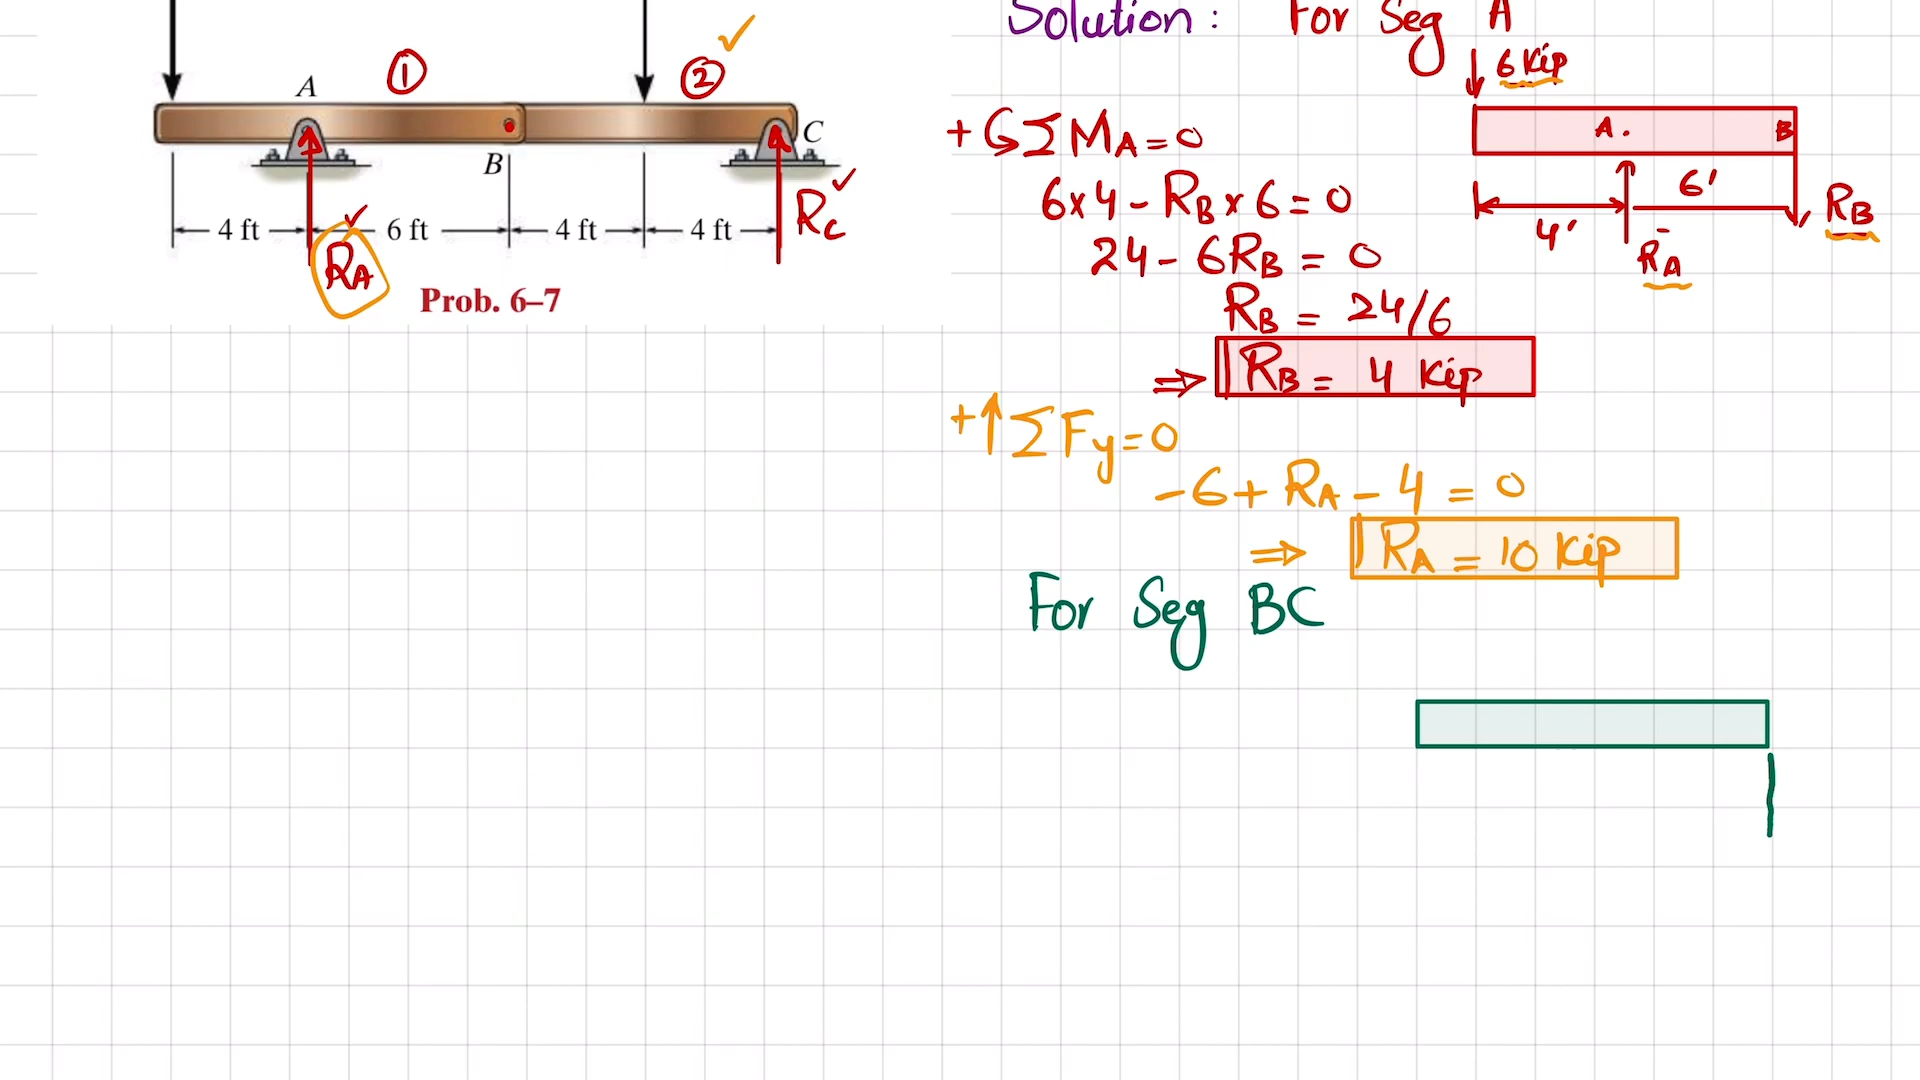 Solution : For Seg A
6 Kip
① ②
A
C
B
4 ft 6 ft 4 ft 4 ft
RA
RC
Prob. 6–7
A. B
4' 6'
RA
RB
+ ↺ ΣMA = 0
6x4 - RB x 6 = 0
24 - 6RB = 0
RB = 24/6
⇒ RB = 4 Kip
+↑ ΣFy = 0
-6 + RA - 4 = 0
⇒ RA = 10 Kip
For Seg BC